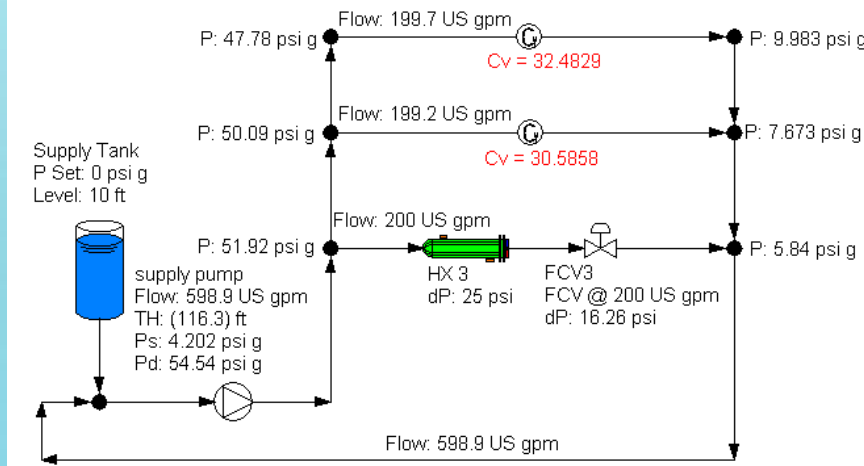 Flow: 199.7 US gpm
P: 47.78 psi g
P: 9.983 psi g
Cv = 32.4829
Flow: 199.2 US gpm
P: 50.09 psi g
P: 7.673 psi g
Cv = 30.5858
Supply Tank
P Set: 0 psi g
Level: 10 ft
Flow: 200 US gpm
P: 51.92 psi g
P: 5.84 psi g
HX 3
dP: 25 psi
FCV3
FCV @ 200 US gpm
dP: 16.26 psi
supply pump
Flow: 598.9 US gpm
TH: (116.3) ft
Ps: 4.202 psi g
Pd: 54.54 psi g
Flow: 598.9 US gpm